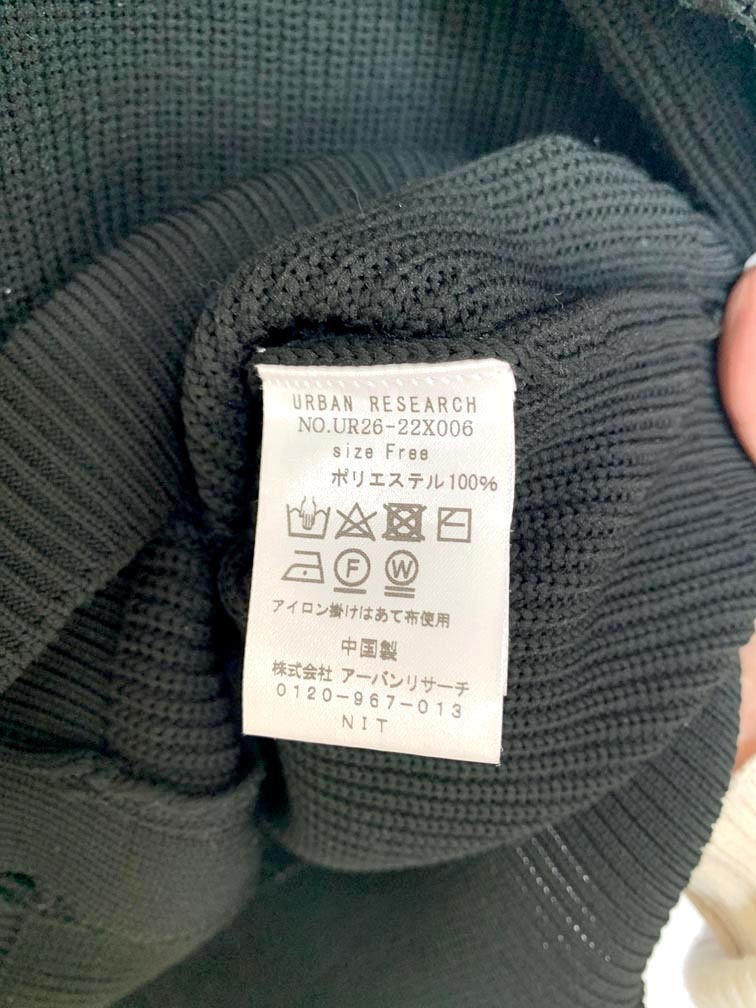 URBAN RESEARCH
NO.UR26-22X006
size Free
ポリエステル100%
F W
アイロン掛けはあて布使用
中国製
株式会社 アーバンリサーチ
0120-967-013
NIT